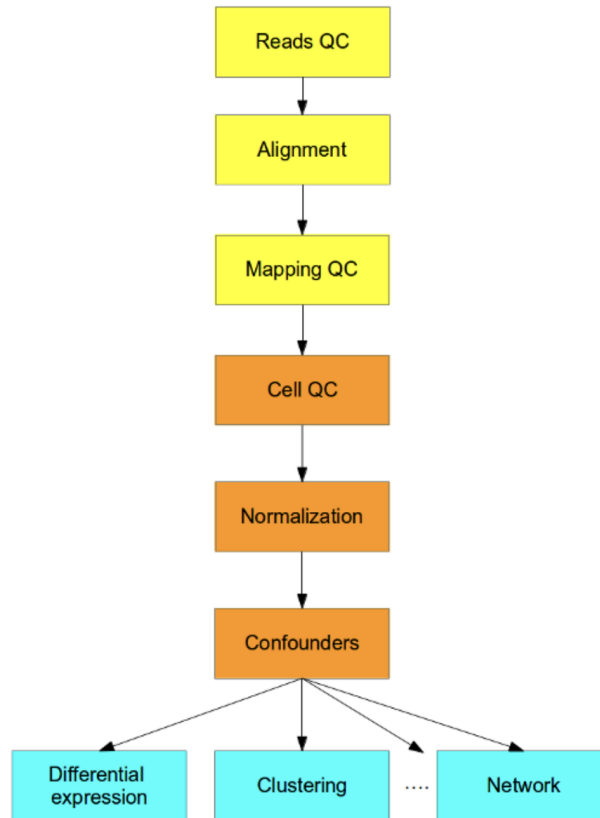 Reads QC
Alignment
Mapping QC
Cell QC
Normalization
Confounders
Differential
expression
Clustering
....
Network